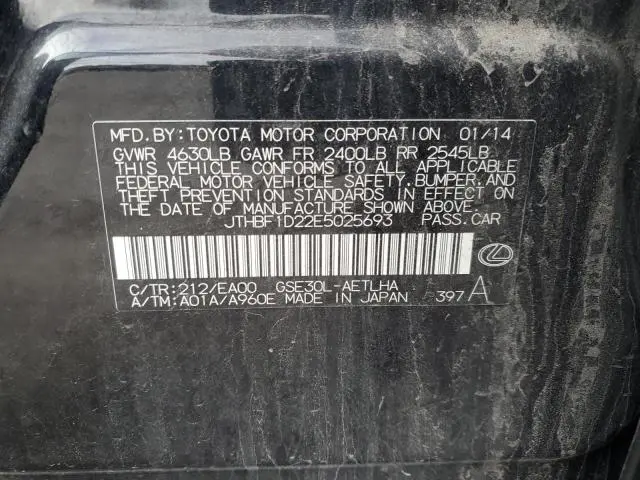 MFD.BY:TOYOTA MOTOR CORPORATION 01/14
GVWR 4630LB GAWR FR 2400LB RR 2545LB
THIS VEHICLE CONFORMS TO ALL APPLICABLE
FEDERAL MOTOR VEHICLE SAFETY,BUMPER,AND
THEFT PREVENTION STANDARDS IN EFFECT ON
THE DATE OF MANUFACTURE SHOWN ABOVE.
JTHBF1D22E5025693 PASS.CAR
C/TR:212/EA00 GSE30L-AETLHA
A/TM:A01A/A960E MADE IN JAPAN 397 A